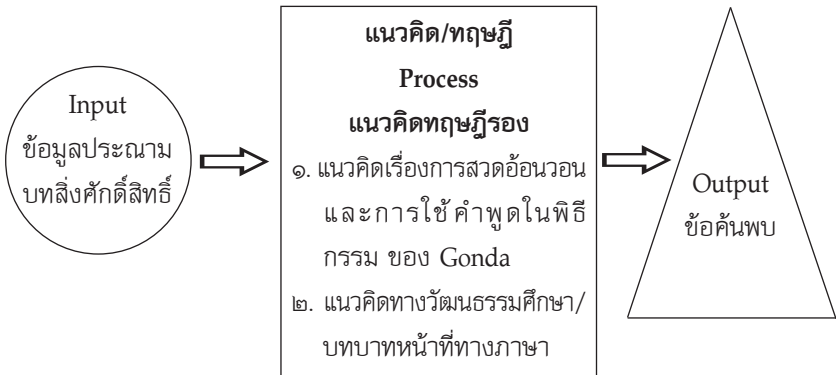 Input
ข้อมูลประณาม
บทสิ่งศักดิ์สิทธิ์
แนวคิด/ทฤษฎี
Process
แนวคิดทฤษฎีรอง
๑. แนวคิดเรื่องการสวดอ้อนวอน
และการใช้คำพูดในพิธี
กรรม ของ Gonda
๒. แนวคิดทางวัฒนธรรมศึกษา/
บทบาทหน้าที่ทางภาษา
Output
ข้อค้นพบ